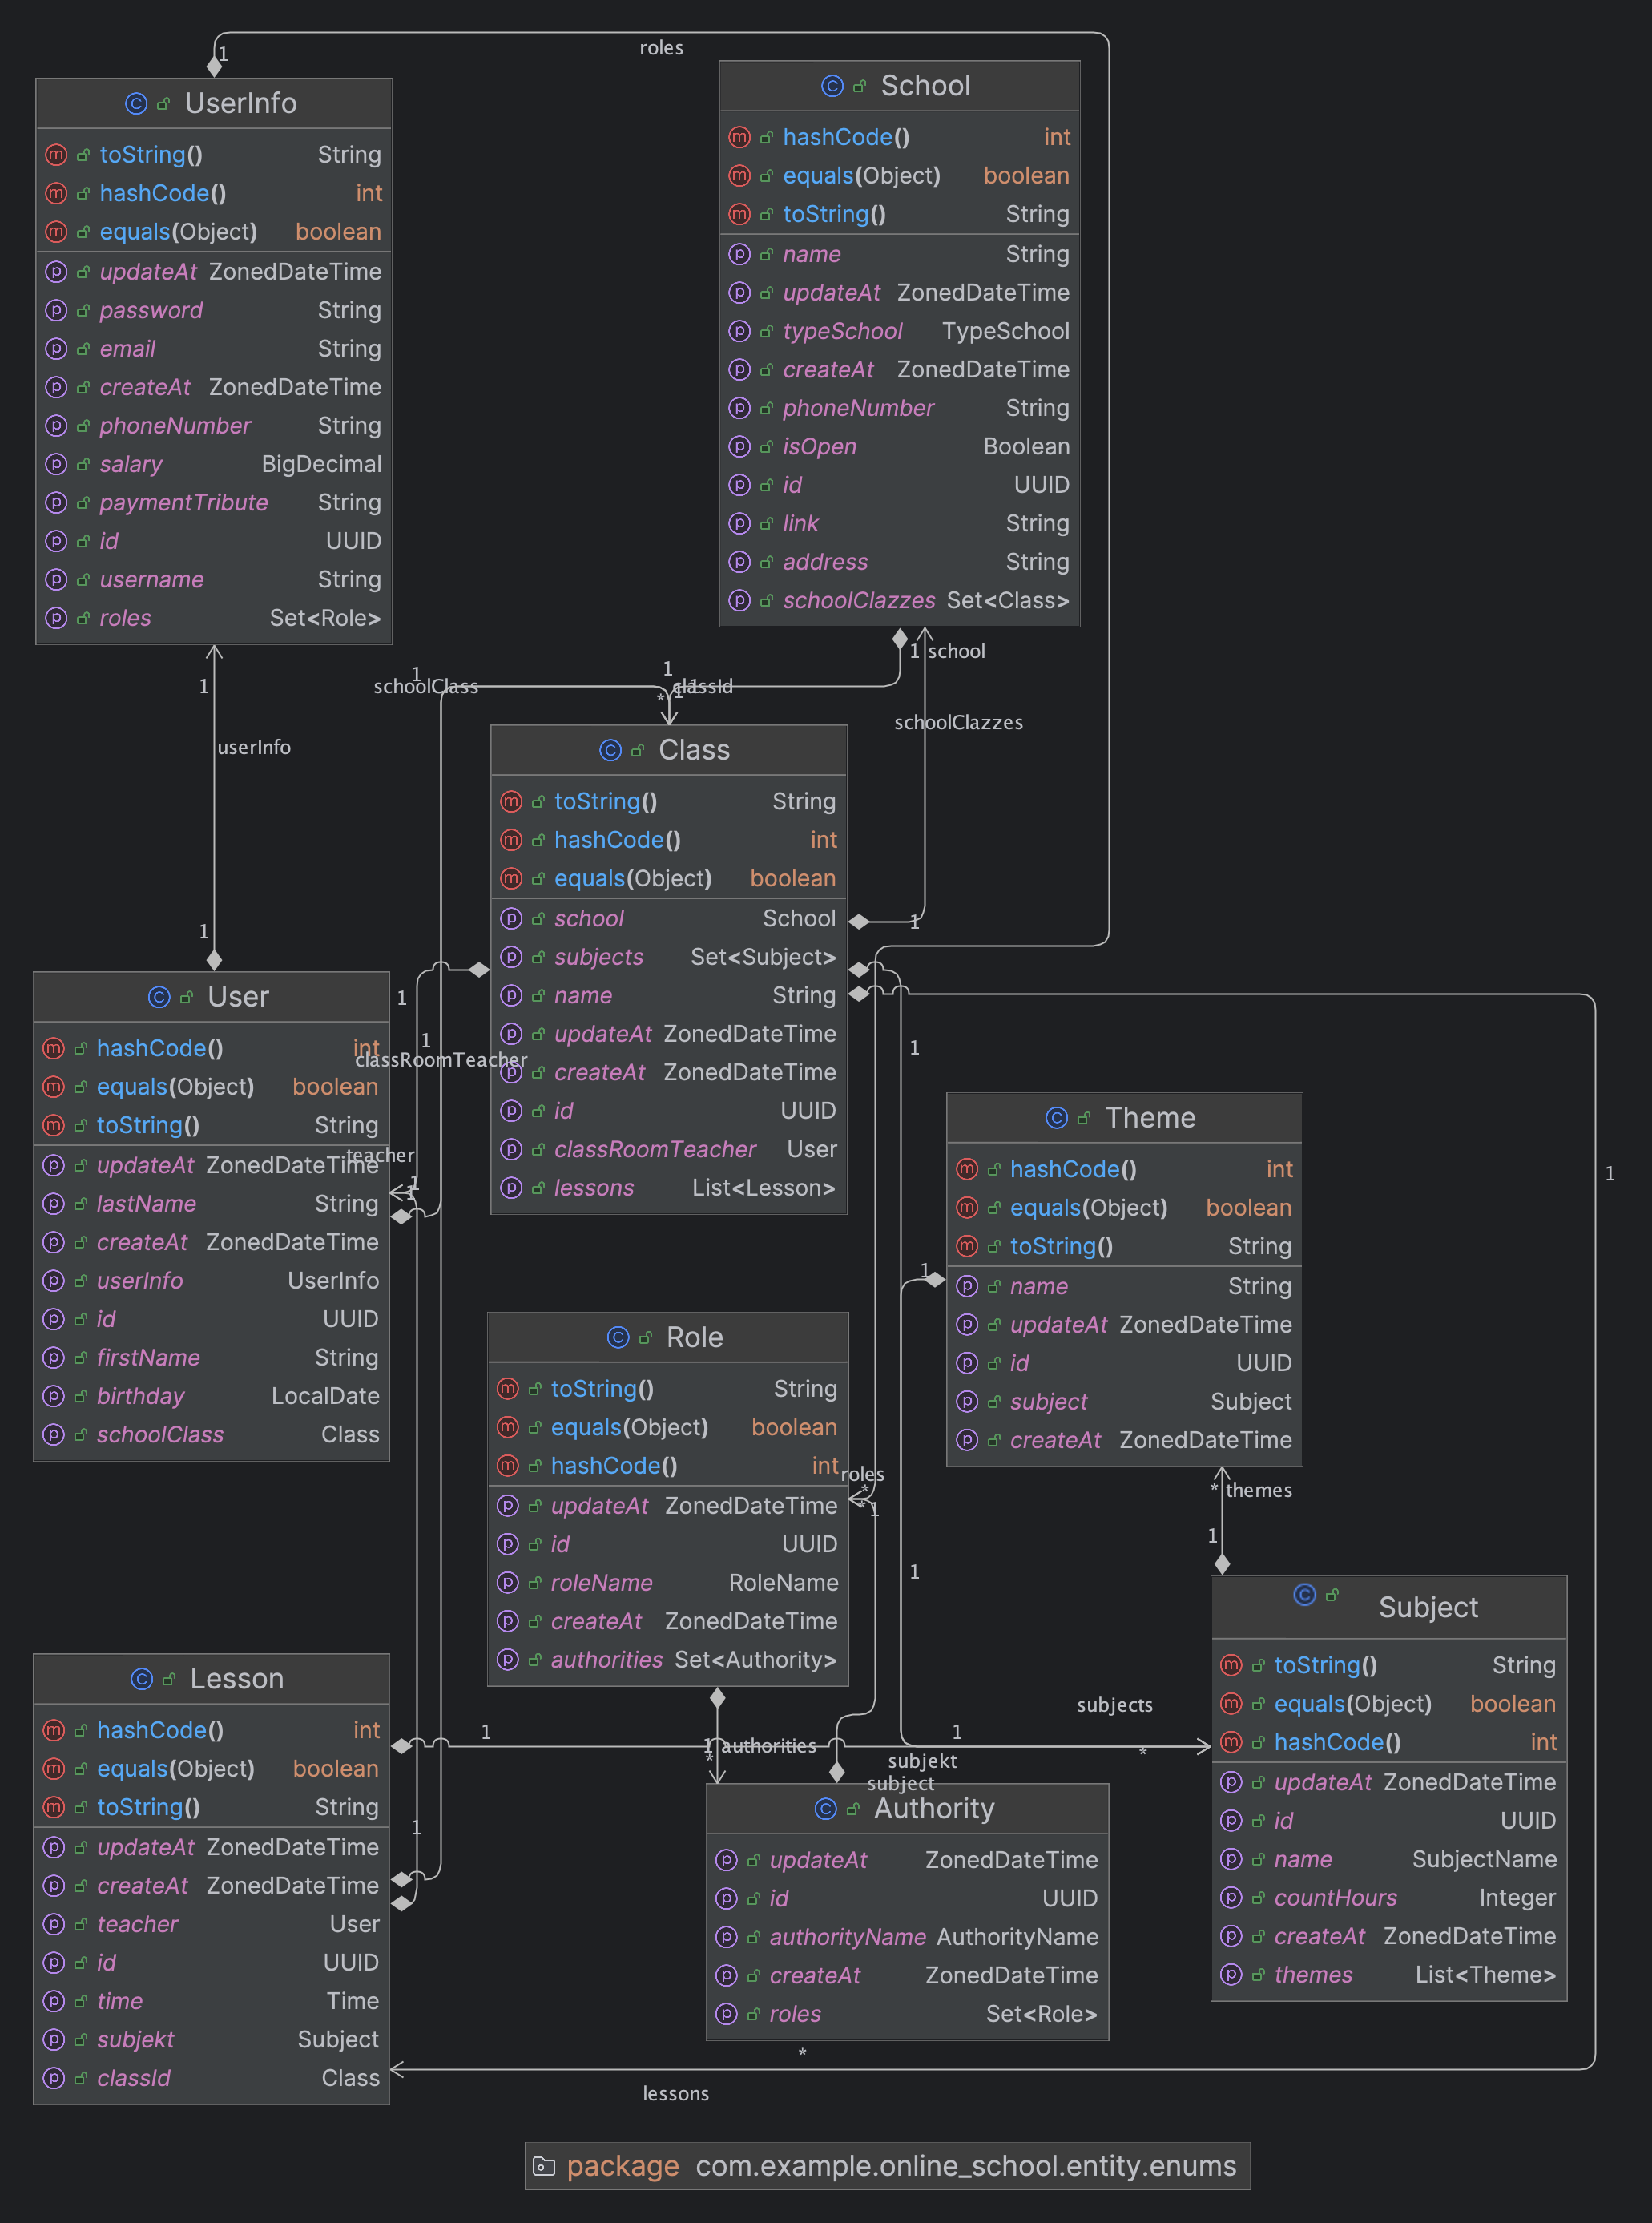 1
roles
UserInfo
toString() String
hashCode() int
equals(Object) boolean
updateAt ZonedDateTime
password String
email String
createAt ZonedDateTime
phoneNumber String
salary BigDecimal
paymentTribute String
id UUID
username String
roles Set<Role>
School
hashCode() int
equals(Object) boolean
toString() String
name String
updateAt ZonedDateTime
typeSchool TypeSchool
createAt ZonedDateTime
phoneNumber String
isOpen Boolean
id UUID
link String
address String
schoolClazzes Set<Class>
1 school
1
1
1
schoolClass
classId
* 1 1
schoolClazzes
userInfo
1
Class
toString() String
hashCode() int
equals(Object) boolean
school School
subjects Set<Subject>
name String
updateAt ZonedDateTime
createAt ZonedDateTime
id UUID
classRoomTeacher User
lessons List<Lesson>
1
1
1
1
classRoomTeacher
teacher
1
1
User
hashCode() int
equals(Object) boolean
toString() String
updateAt ZonedDateTime
lastName String
createAt ZonedDateTime
userInfo UserInfo
id UUID
firstName String
birthday LocalDate
schoolClass Class
1
Theme
hashCode() int
equals(Object) boolean
toString() String
name String
updateAt ZonedDateTime
id UUID
subject Subject
createAt ZonedDateTime
1
Role
toString() String
equals(Object) boolean
hashCode() int
updateAt ZonedDateTime
id UUID
roleName RoleName
createAt ZonedDateTime
authorities Set<Authority>
roles
*
* 1
* themes
1
1
Subject
toString() String
equals(Object) boolean
hashCode() int
updateAt ZonedDateTime
id UUID
name SubjectName
countHours Integer
createAt ZonedDateTime
themes List<Theme>
Lesson
hashCode() int
equals(Object) boolean
toString() String
updateAt ZonedDateTime
createAt ZonedDateTime
teacher User
id UUID
time Time
subjekt Subject
classId Class
subjects
1
1
1 authorities
*
*
subjekt
subject
1
Authority
updateAt ZonedDateTime
id UUID
authorityName AuthorityName
createAt ZonedDateTime
roles Set<Role>
*
lessons
package com.example.online_school.entity.enums